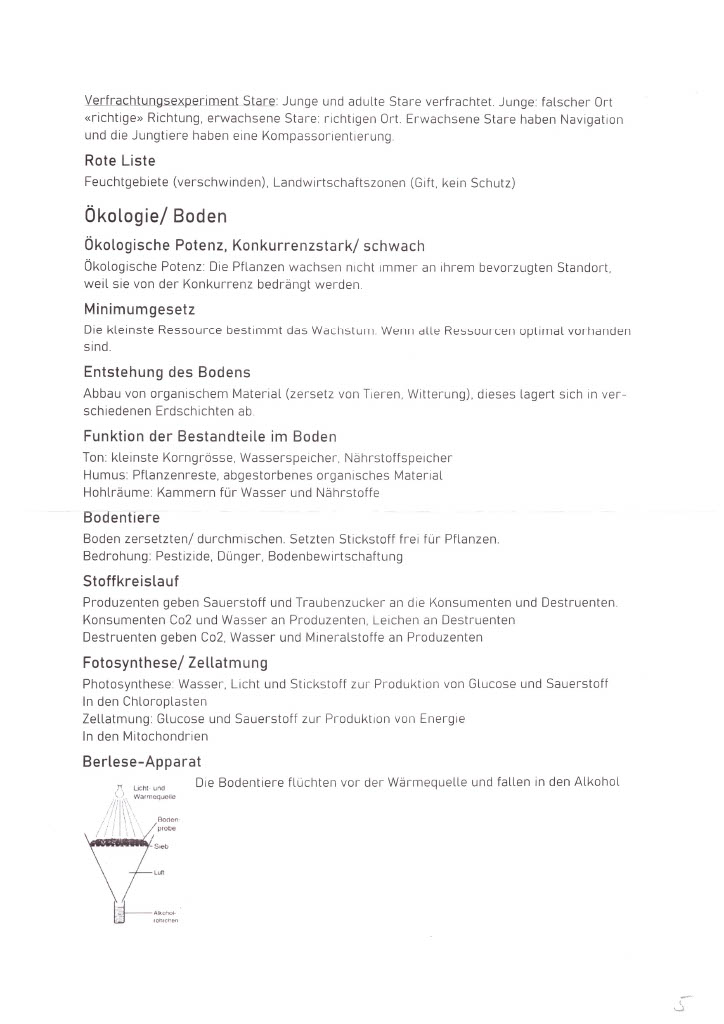 Verfrachtungsexperiment Stare: Junge und adulte Stare verfrachtet. Junge: falscher Ort
«richtige» Richtung, erwachsene Stare: richtigen Ort. Erwachsene Stare haben Navigation
und die Jungtiere haben eine Kompassorientierung.
Rote Liste
Feuchtgebiete (verschwinden), Landwirtschaftszonen (Gift, kein Schutz)
Ökologie/ Boden
Ökologische Potenz, Konkurrenzstark/ schwach
Ökologische Potenz: Die Pflanzen wachsen nicht immer an ihrem bevorzugten Standort,
weil sie von der Konkurrenz bedrängt werden.
Minimumgesetz
Die kleinste Ressource bestimmt das Wachstum. Wenn alle Ressourcen optimal vorhanden
sind.
Entstehung des Bodens
Abbau von organischem Material (zersetz von Tieren, Witterung), dieses lagert sich in ver-
schiedenen Erdschichten ab.
Funktion der Bestandteile im Boden
Ton: kleinste Korngrösse, Wasserspeicher, Nährstoffspeicher
Humus: Pflanzenreste, abgestorbenes organisches Material
Hohlräume: Kammern für Wasser und Nährstoffe
Bodentiere
Boden zersetzten/ durchmischen. Setzten Stickstoff frei für Pflanzen.
Bedrohung: Pestizide, Dünger, Bodenbewirtschaftung
Stoffkreislauf
Produzenten geben Sauerstoff und Traubenzucker an die Konsumenten und Destruenten.
Konsumenten Co2 und Wasser an Produzenten, Leichen an Destruenten
Destruenten geben Co2, Wasser und Mineralstoffe an Produzenten
Fotosynthese/ Zellatmung
Photosynthese: Wasser, Licht und Stickstoff zur Produktion von Glucose und Sauerstoff
In den Chloroplasten
Zellatmung: Glucose und Sauerstoff zur Produktion von Energie
In den Mitochondrien
Berlese-Apparat
Die Bodentiere flüchten vor der Wärmequelle und fallen in den Alkohol
Licht- und
Wärmequelle
Boden-
probe
Sieb
Luft
Alkohol-
röhrchen
5